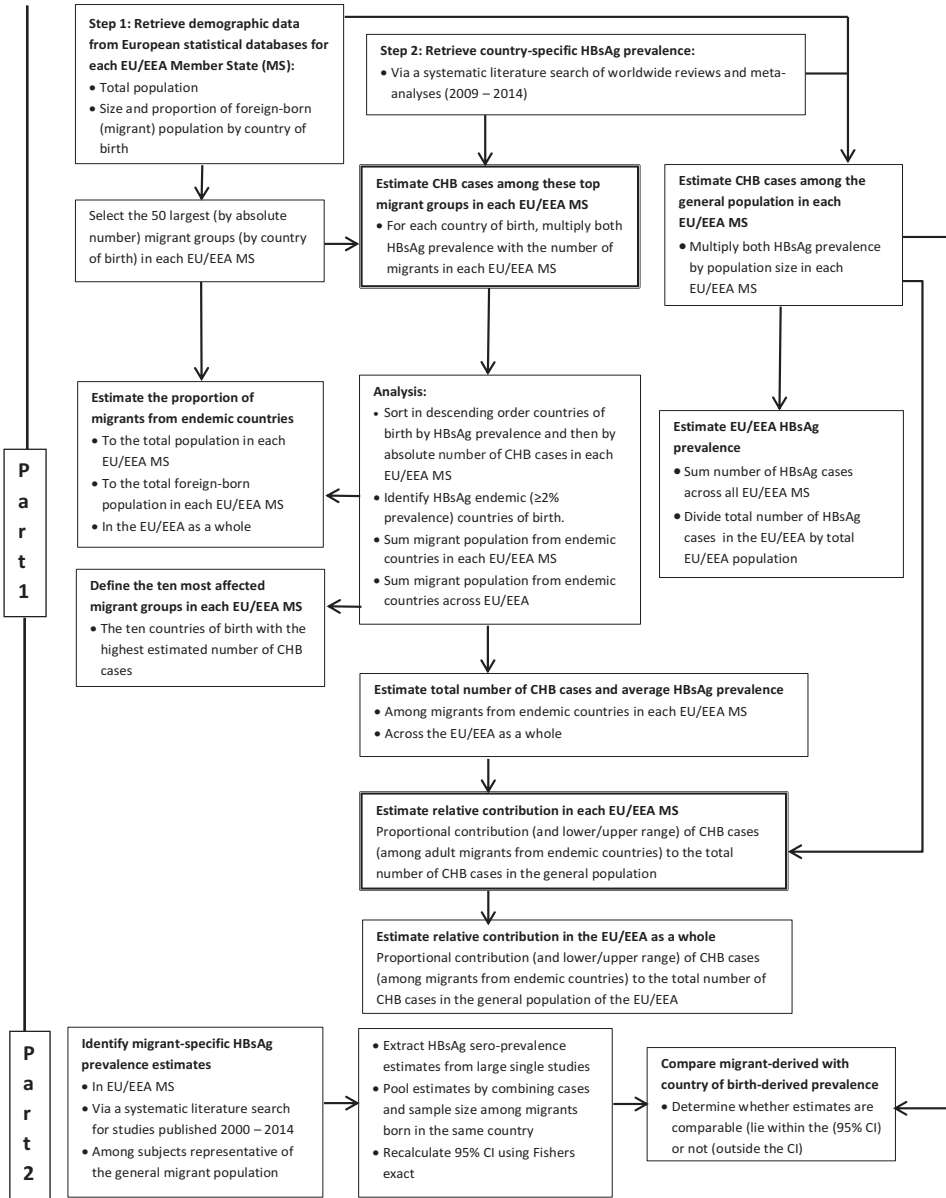 Step 1: Retrieve demographic data
from European statistical databases for
each EU/EEA Member State (MS):
• Total population
• Size and proportion of foreign-born
(migrant) population by country of
birth
Step 2: Retrieve country-specific HBsAg prevalence:
• Via a systematic literature search of worldwide reviews and meta-
analyses (2009 – 2014)
Select the 50 largest (by absolute
number) migrant groups (by country
of birth) in each EU/EEA MS
Estimate CHB cases among these top
migrant groups in each EU/EEA MS
• For each country of birth, multiply both
HBsAg prevalence with the number of
migrants in each EU/EEA MS
Estimate CHB cases among the
general population in each
EU/EEA MS
• Multiply both HBsAg prevalence
by population size in each
EU/EEA MS
Estimate the proportion of
migrants from endemic countries
• To the total population in each
EU/EEA MS
• To the total foreign-born
population in each EU/EEA MS
• In the EU/EEA as a whole
Analysis:
• Sort in descending order countries of
birth by HBsAg prevalence and then by
absolute number of CHB cases in each
EU/EEA MS
• Identify HBsAg endemic (≥2%
prevalence) countries of birth.
• Sum migrant population from endemic
countries in each EU/EEA MS
• Sum migrant population from endemic
countries across EU/EEA
Estimate EU/EEA HBsAg
prevalence
• Sum number of HBsAg cases
across all EU/EEA MS
• Divide total number of HBsAg
cases in the EU/EEA by total
EU/EEA population
P
a
r
t
1
Define the ten most affected
migrant groups in each EU/EEA MS
• The ten countries of birth with the
highest estimated number of CHB
cases
Estimate total number of CHB cases and average HBsAg prevalence
• Among migrants from endemic countries in each EU/EEA MS
• Across the EU/EEA as a whole
Estimate relative contribution in each EU/EEA MS
Proportional contribution (and lower/upper range) of CHB cases
(among adult migrants from endemic countries) to the total
number of CHB cases in the general population
Estimate relative contribution in the EU/EEA as a whole
Proportional contribution (and lower/upper range) of CHB cases
(among migrants from endemic countries) to the total number of
CHB cases in the general population of the EU/EEA
P
a
r
t
2
Identify migrant-specific HBsAg
prevalence estimates
• In EU/EEA MS
• Via a systematic literature search
for studies published 2000 – 2014
• Among subjects representative of
the general migrant population
• Extract HBsAg sero-prevalence
estimates from large single studies
• Pool estimates by combining cases
and sample size among migrants
born in the same country
• Recalculate 95% CI using Fishers
exact
Compare migrant-derived with
country of birth-derived prevalence
• Determine whether estimates are
comparable (lie within the (95% CI)
or not (outside the CI)